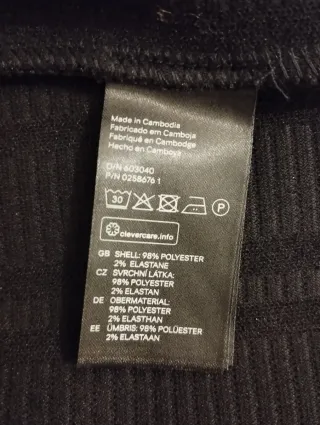 Made in Cambodia
Fabricado em Camboja
Fabriqué en Cambodge
Hecho en Camboya
O/N 603040
P/N 0258676 1
30 P
clevercare.info
GB SHELL: 98% POLYESTER
2% ELASTANE
CZ SVRCHNÍ LÁTKA:
98% POLYESTER
2% ELASTAN
DE OBERMATERIAL:
98% POLYESTER
2% ELASTHAN
EE ÜMBRIS: 98% POLÜESTER
2% ELASTAAN